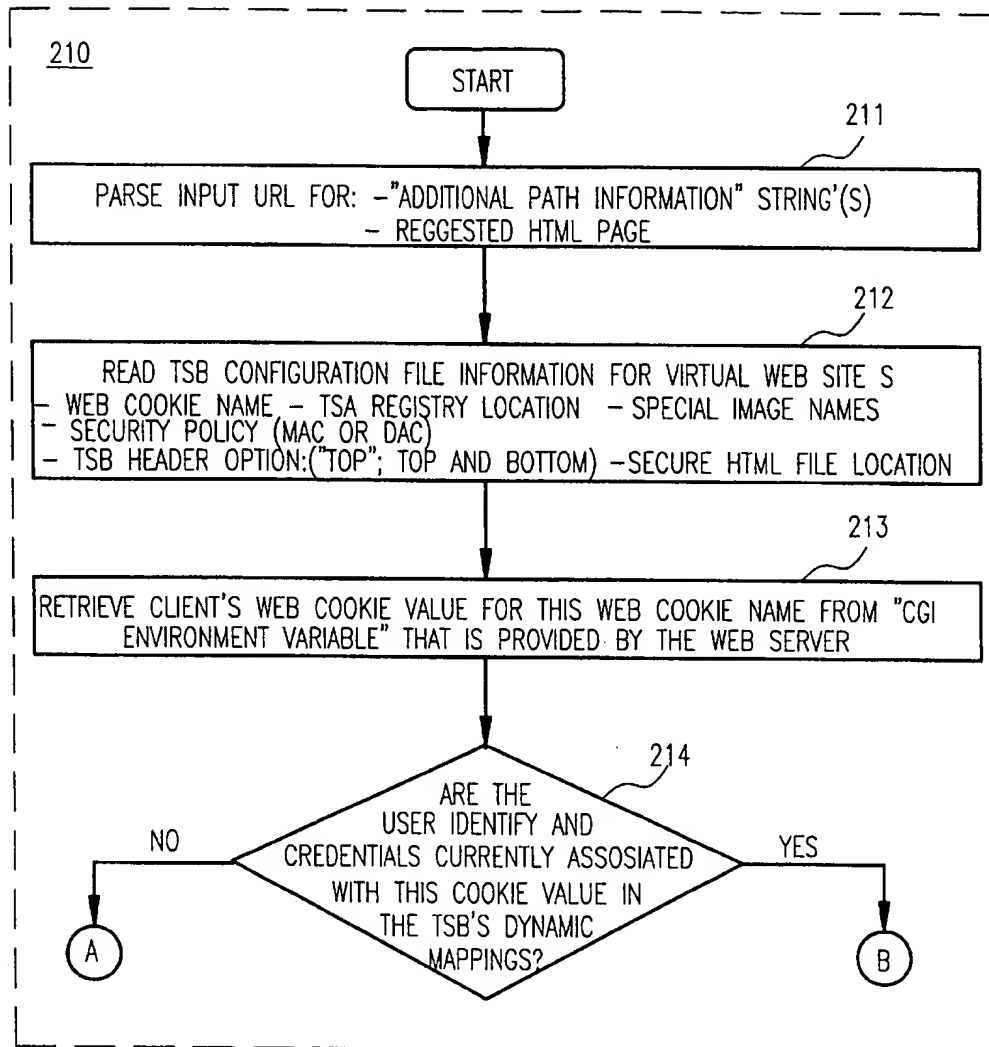 210
START
211
PARSE INPUT URL FOR: -"ADDITIONAL PATH INFORMATION" STRING'(S)
- REGGESTED HTML PAGE
212
READ TSB CONFIGURATION FILE INFORMATION FOR VIRTUAL WEB SITE S
- WEB COOKIE NAME - TSA REGISTRY LOCATION - SPECIAL IMAGE NAMES
- SECURITY POLICY (MAC OR DAC)
- TSB HEADER OPTION:("TOP"; TOP AND BOTTOM) -SECURE HTML FILE LOCATION
213
RETRIEVE CLIENT'S WEB COOKIE VALUE FOR THIS WEB COOKIE NAME FROM "CGI
ENVIRONMENT VARIABLE" THAT IS PROVIDED BY THE WEB SERVER
214
ARE THE
USER IDENTIFY AND
CREDENTIALS CURRENTLY ASSOSIATED
WITH THIS COOKIE VALUE IN
THE TSB'S DYNAMIC
MAPPINGS?
NO
YES
A
B